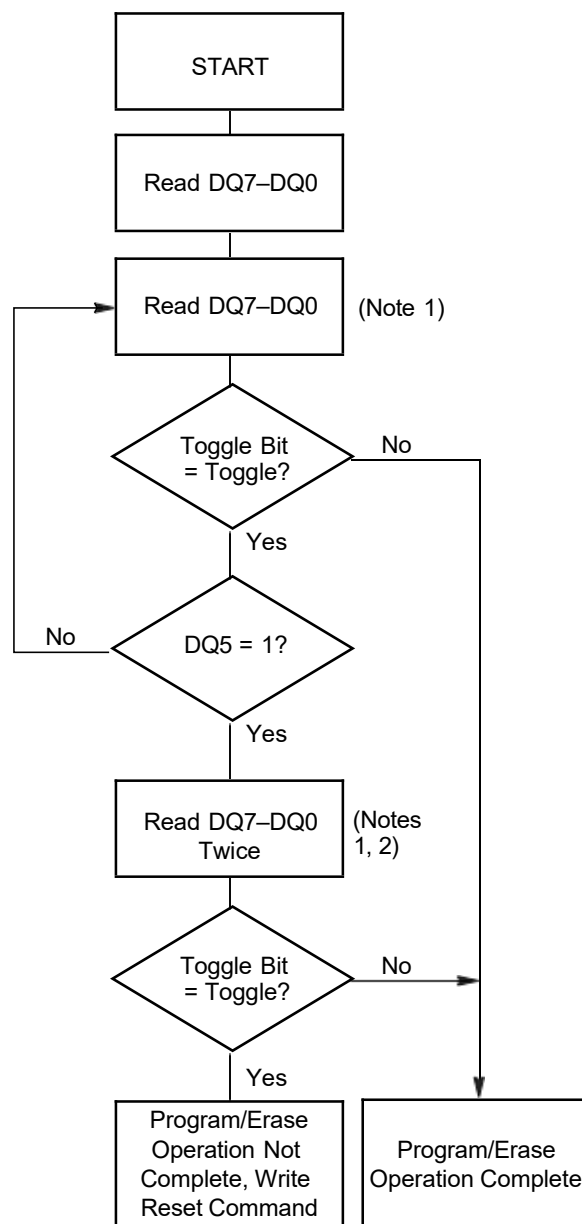 START
Read DQ7–DQ0
Read DQ7–DQ0
(Note 1)
Toggle Bit
= Toggle?
No
Yes
No
DQ5 = 1?
Yes
Read DQ7–DQ0
Twice
(Notes
1, 2)
Toggle Bit
= Toggle?
No
Yes
Program/Erase
Operation Not
Complete, Write
Reset Command
Program/Erase
Operation Complete